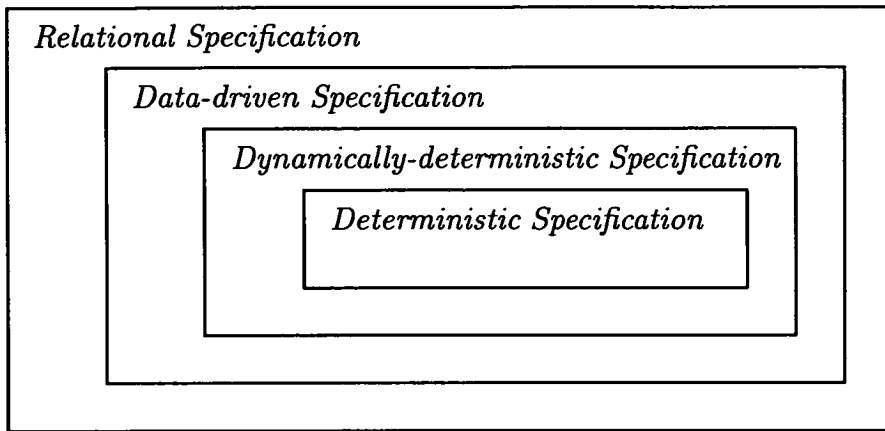 Relational Specification
Data-driven Specification
Dynamically-deterministic Specification
Deterministic Specification